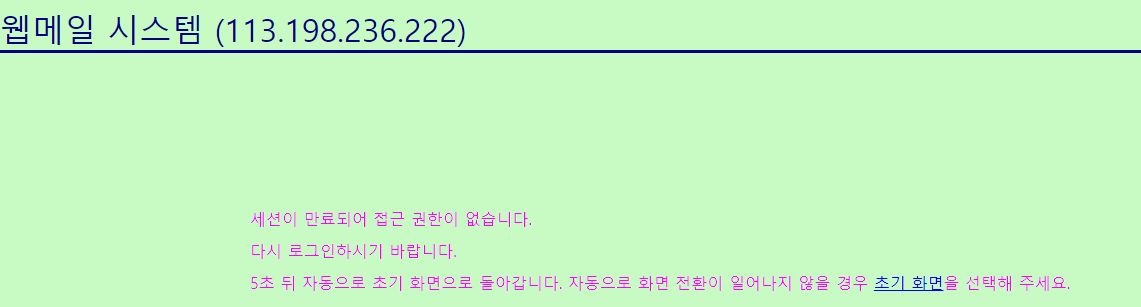 웹메일 시스템 (113.198.236.222)
세션이 만료되어 접근 권한이 없습니다.
다시 로그인하시기 바랍니다.
5초 뒤 자동으로 초기 화면으로 돌아갑니다. 자동으로 화면 전환이 일어나지 않을 경우 초기 화면을 선택해 주세요.